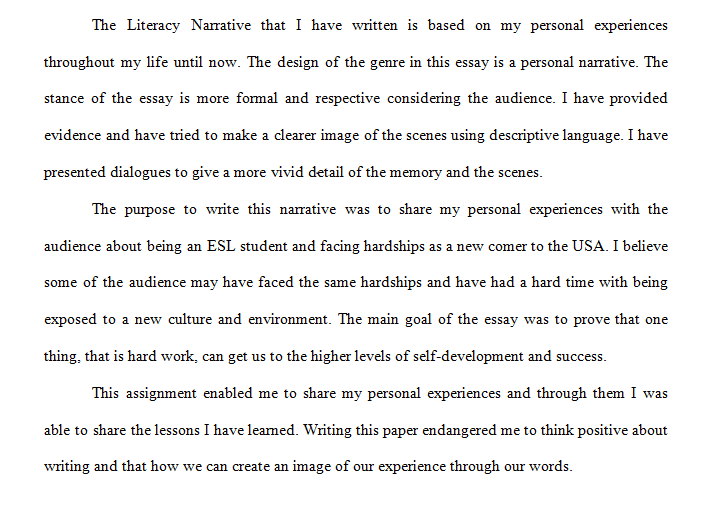 The Literacy Narrative that I have written is based on my personal experiences
throughout my life until now. The design of the genre in this essay is a personal narrative. The
stance of the essay is more formal and respective considering the audience. I have provided
evidence and have tried to make a clearer image of the scenes using descriptive language. I have
presented dialogues to give a more vivid detail of the memory and the scenes.
The purpose to write this narrative was to share my personal experiences with the
audience about being an ESL student and facing hardships as a new comer to the USA. I believe
some of the audience may have faced the same hardships and have had a hard time with being
exposed to a new culture and environment. The main goal of the essay was to prove that one
thing, that is hard work, can get us to the higher levels of self-development and success.
This assignment enabled me to share my personal experiences and through them I was
able to share the lessons I have learned. Writing this paper endangered me to think positive about
writing and that how we can create an image of our experience through our words.